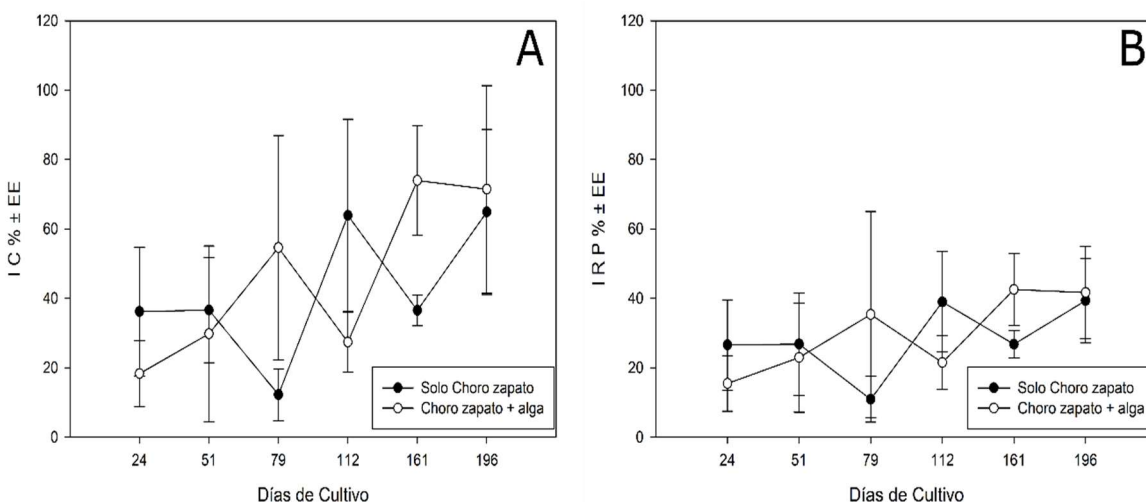 A
120
100
80
60
40
20
0
I C % ± EE
24 51 79 112 161 196
Días de Cultivo
Solo Choro zapato
Choro zapato + alga
B
120
100
80
60
40
20
0
I R P % ± EE
24 51 79 112 161 196
Días de Cultivo
Solo Choro zapato
Choro zapato + alga